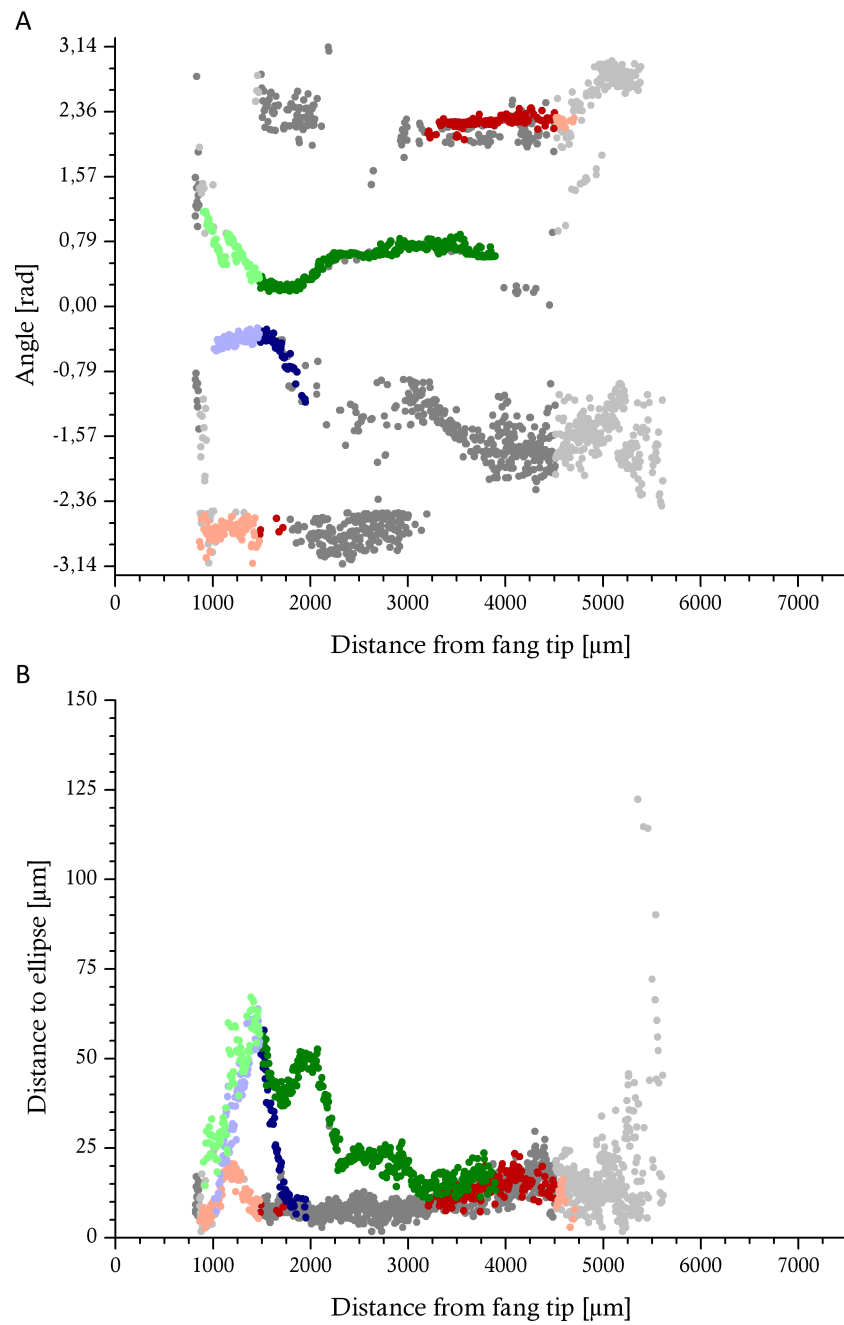 A
3,14
2,36
1,57
0,79
0,00
-0,79
-1,57
-2,36
-3,14
Angle [rad]
0 1000 2000 3000 4000 5000 6000 7000
Distance from fang tip [µm]
B
150
125
100
75
50
25
0
Distance to ellipse [µm]
0 1000 2000 3000 4000 5000 6000 7000
Distance from fang tip [µm]